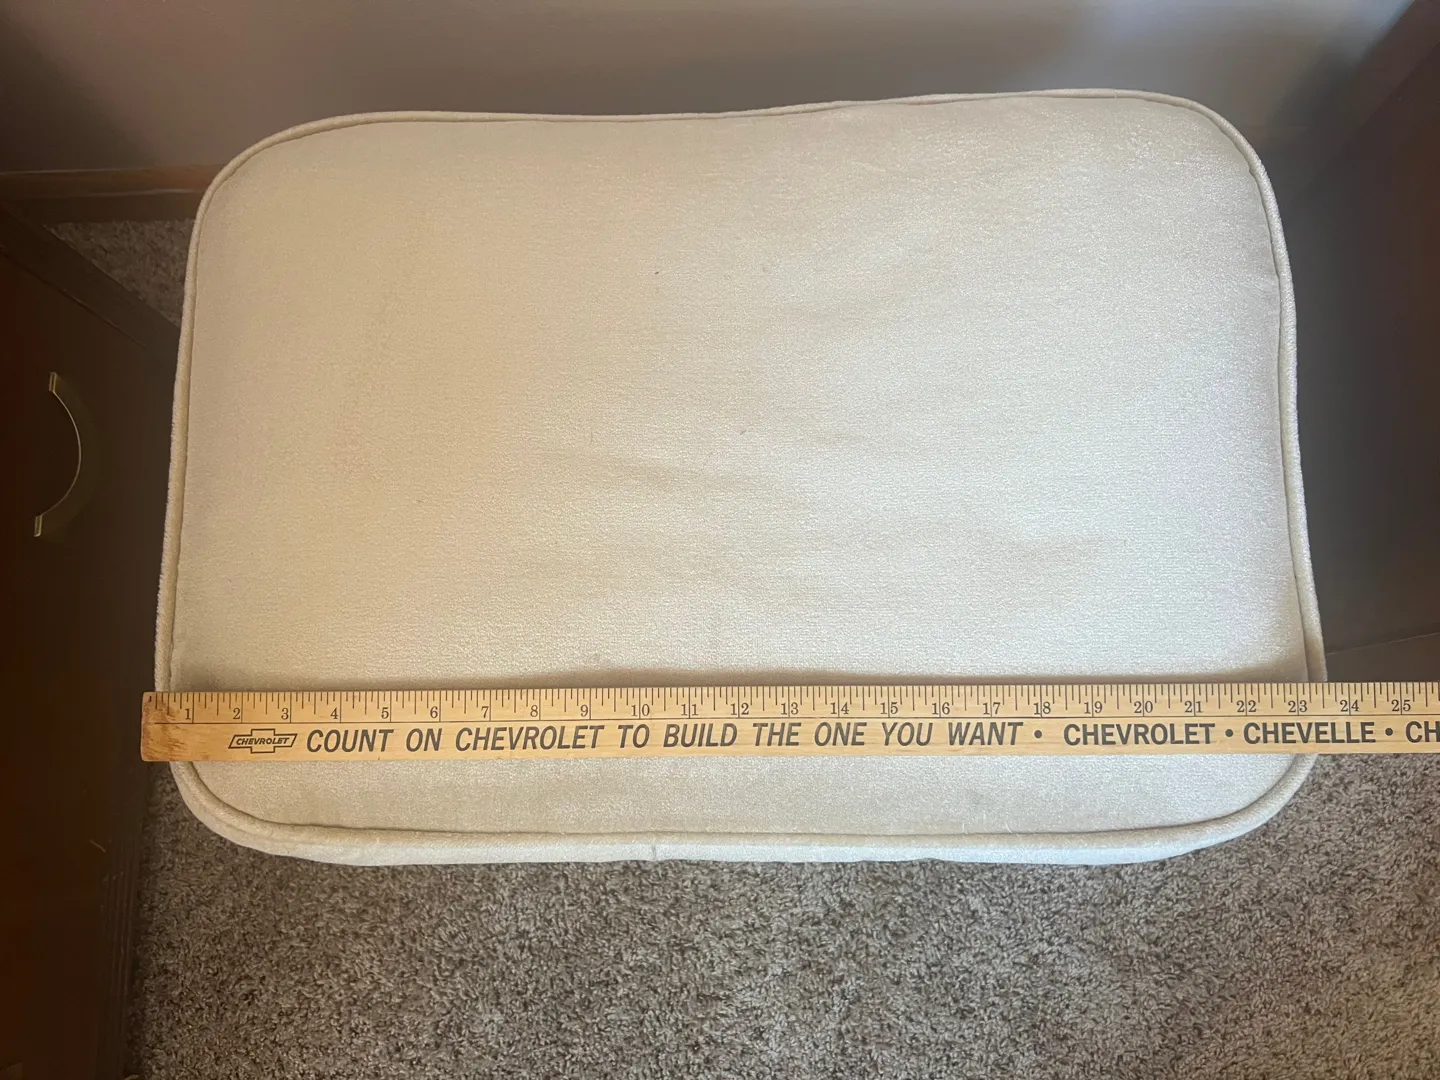 1 2 3 4 5 6 7 8 9 10 11 12 13 14 15 16 17 18 19 20 21 22 23 24 25
CHEVROLET COUNT ON CHEVROLET TO BUILD THE ONE YOU WANT • CHEVROLET • CHEVELLE • CH